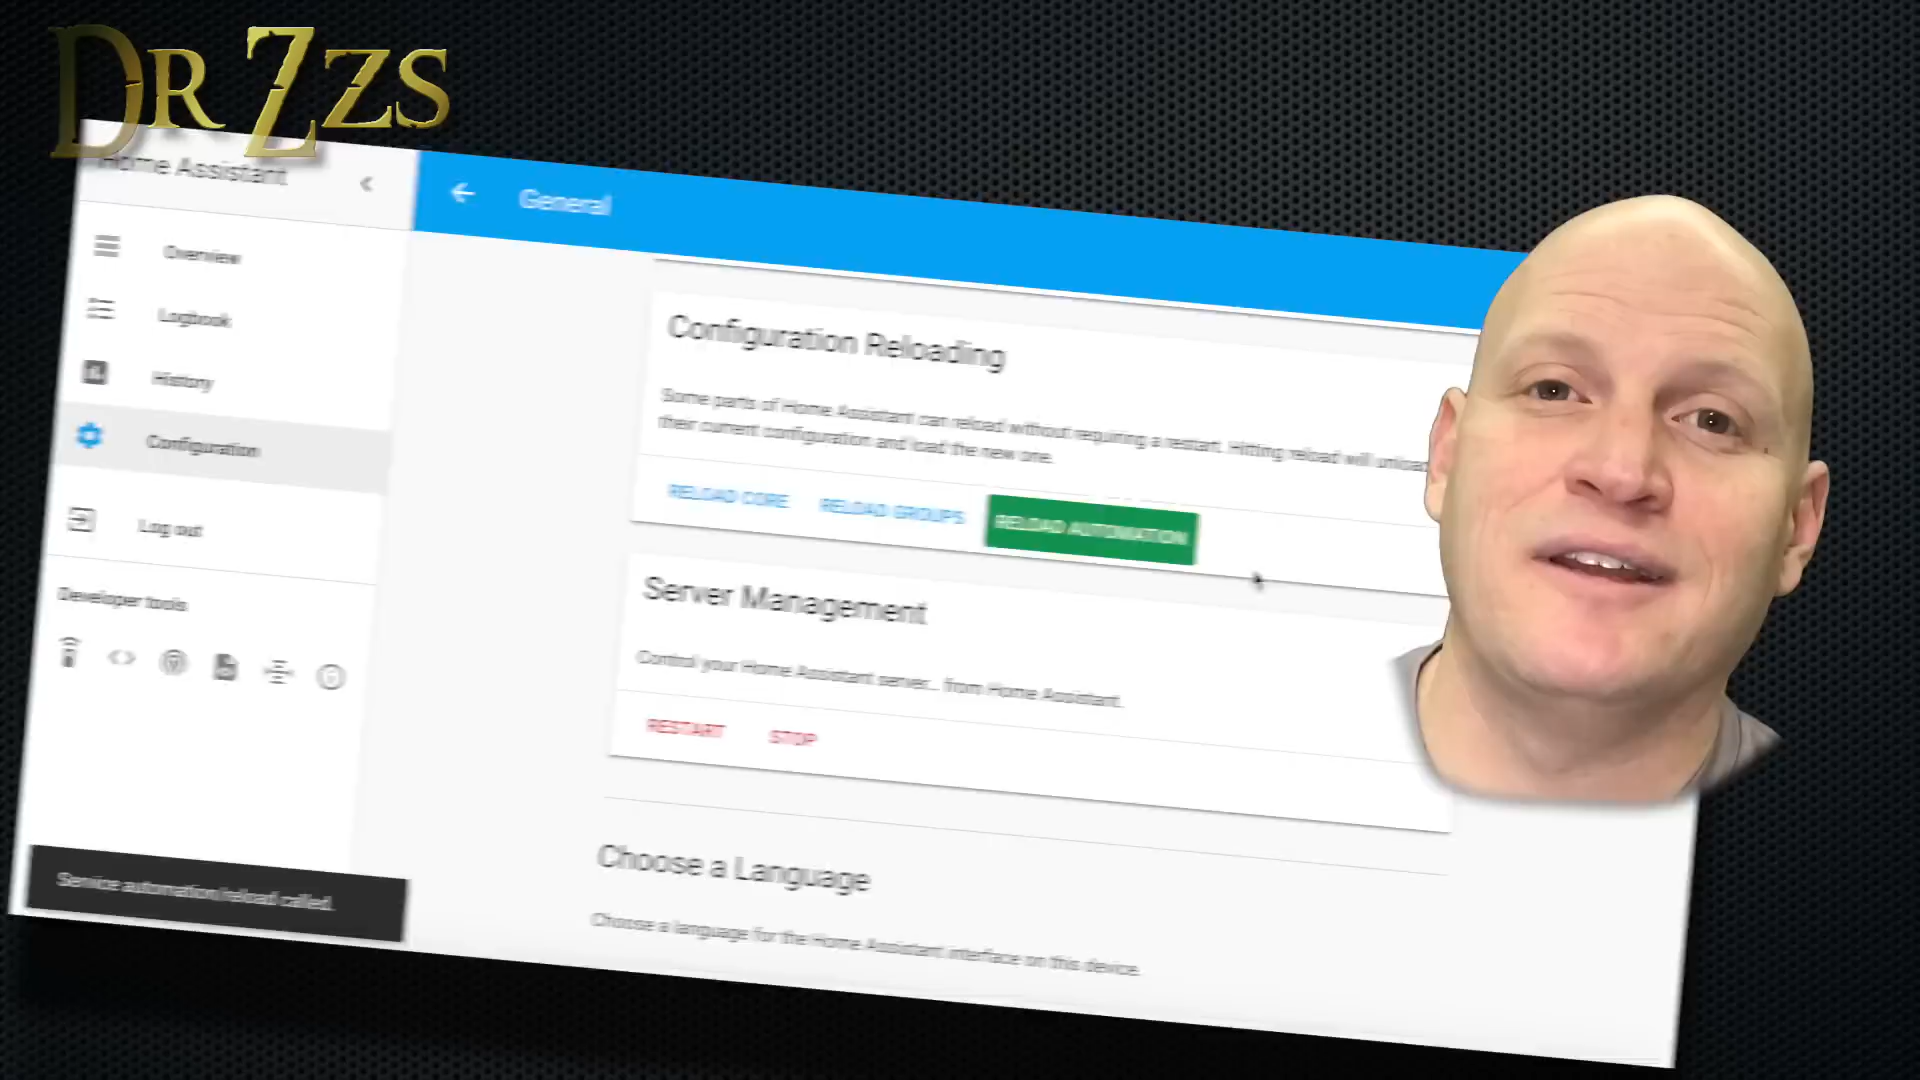 DR ZZS
Home Assistant
General
Overview
Logbook
History
Configuration
Log out
Developer tools
Configuration Reloading
Some parts of Home Assistant can reload without requiring a restart. Hitting reload will unload
their current configuration and load the new one.
RELOAD CORE
RELOAD GROUPS
RELOAD AUTOMATION
Server Management
Control your Home Assistant server... from Home Assistant.
RESTART
STOP
Choose a Language
Choose a language for the Home Assistant interface on this device.
Service automation/reload called.